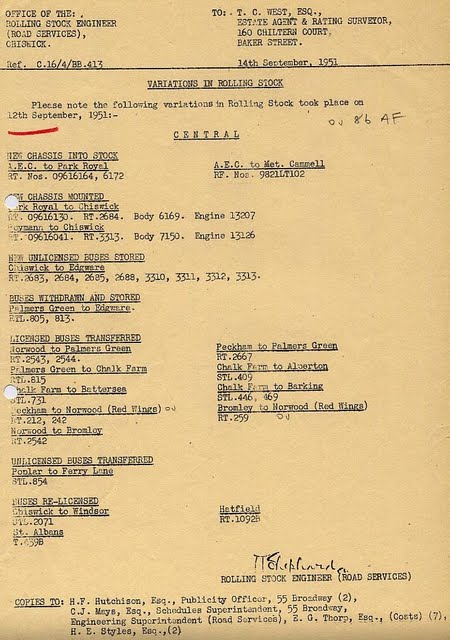 OFFICE OF THE: TO: T. C. WEST, ESQ.,
ROLLING STOCK ENGINEER ESTATE AGENT & RATING SURVEYOR,
(ROAD SERVICES), 160 CHILTERN COURT,
CHISWICK. BAKER STREET.
Ref. C.16/4/BB.413 14th September, 1951
VARIATIONS IN ROLLING STOCK
Please note the following variations in Rolling Stock took place on
12th September, 1951:-
OV 86 AF
CENTRAL
NEW CHASSIS INTO STOCK
A.E.C. to Park Royal A.E.C. to Met. Cammell
RT. Nos. 09616164, 6172 RF. Nos. 9821LT102
NEW CHASSIS MOUNTED
Park Royal to Chiswick
RT. 09616130. RT.2684. Body 6169. Engine 13207
Weymann to Chiswick
RT. 09616041. RT.3313. Body 7150. Engine 13126
NEW UNLICENSED BUSES STORED
Chiswick to Edgware
RT.2683, 2684, 2685, 2688, 3310, 3311, 3312, 3313.
BUSES WITHDRAWN AND STORED
Palmers Green to Edgware.
RTL.805, 813.
LICENSED BUSES TRANSFERRED
Norwood to Palmers Green Peckham to Palmers Green
RT.2543, 2544. RT.2667
Palmers Green to Chalk Farm Chalk Farm to Alperton
RTL.815 STL.409
Chalk Farm to Battersea Chalk Farm to Barking
STL.731 STL.446, 469
Peckham to Norwood (Red Wings) OV Bromley to Norwood (Red Wings)
RT.212, 242 RT.259 OV
Norwood to Bromley
RT.2542
UNLICENSED BUSES TRANSFERRED
Poplar to Ferry Lane
STL.854
BUSES RE-LICENSED
Chiswick to Windsor Hatfield
STL.2071 RT.1092B
St. Albans
T.439B
ROLLING STOCK ENGINEER (ROAD SERVICES)
COPIES TO: H.F. Hutchison, Esq., Publicity Officer, 55 Broadway (2),
C.J. Mays, Esq., Schedules Superintendent, 55 Broadway,
Engineering Superintendent (Road Services), E. G. Thorp, Esq., (Costs) (7),
H. E. Styles, Esq.,(2)